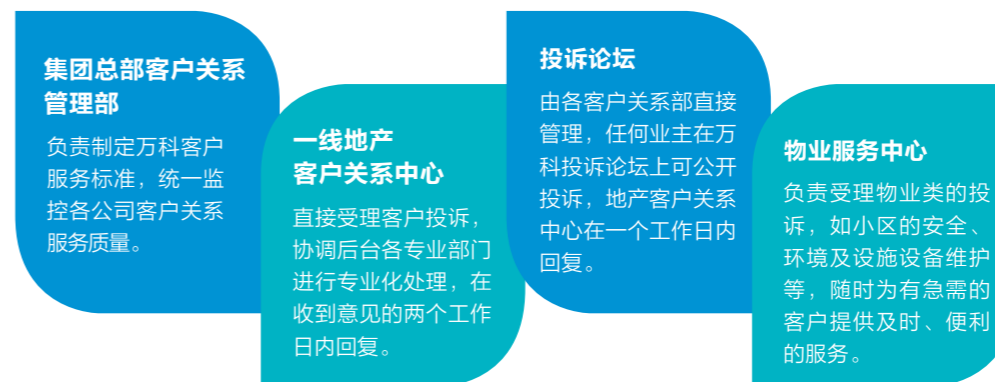 集团总部客户关系
管理部
负责制定万科客户
服务标准，统一监
控各公司客户关系
服务质量。
一线地产
客户关系中心
直接受理客户投诉，
协调后台各专业部门
进行专业化处理，在
收到意见的两个工作
日内回复。
投诉论坛
由各客户关系部直接
管理，任何业主在万
科投诉论坛上可公开
投诉，地产客户关系
中心在一个工作日内
回复。
物业服务中心
负责受理物业类的投
诉，如小区的安全、
环境及设施设备维护
等，随时为有急需的
客户提供及时、便利
的服务。